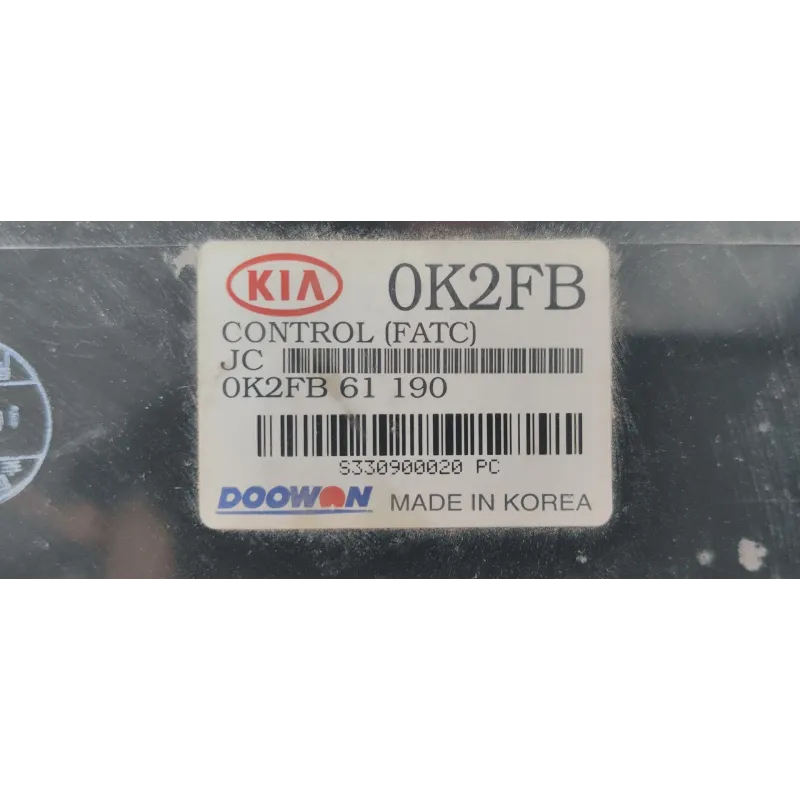 KIA 0K2FB
CONTROL (FATC)
JC
0K2FB 61 190
S330900020 PC
DOOWON MADE IN KOREA